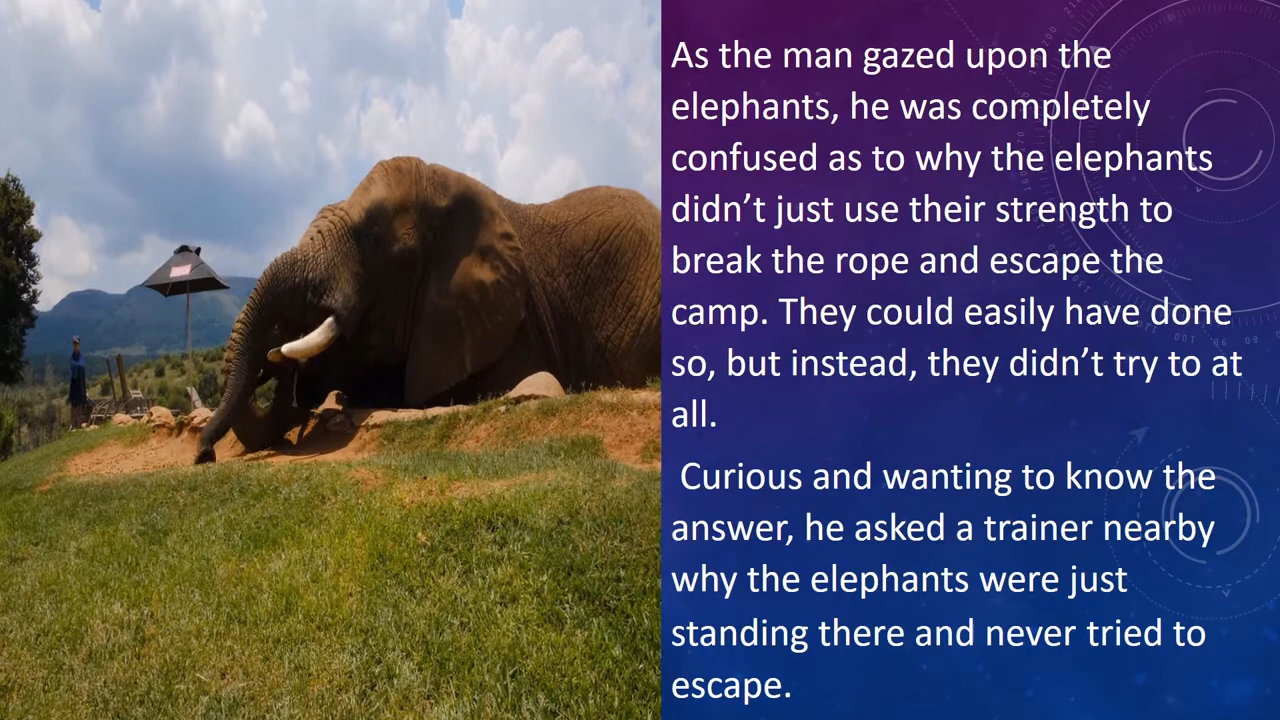 As the man gazed upon the
elephants, he was completely
confused as to why the elephants
didn’t just use their strength to
break the rope and escape the
camp. They could easily have done
so, but instead, they didn’t try to at
all.
Curious and wanting to know the
answer, he asked a trainer nearby
why the elephants were just
standing there and never tried to
escape.